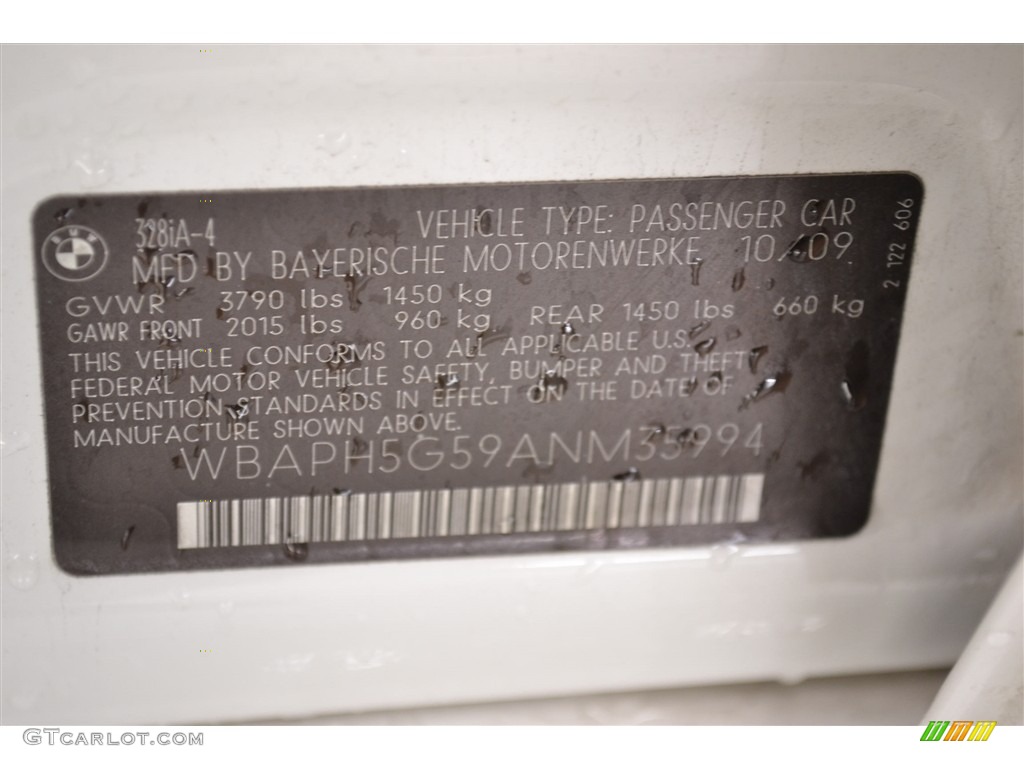 BMW
328iA-4 VEHICLE TYPE: PASSENGER CAR
MFD BY BAYERISCHE MOTORENWERKE 10/09
GVWR 3790 lbs 1450 kg
GAWR FRONT 2015 lbs 960 kg REAR 1450 lbs 660 kg
THIS VEHICLE CONFORMS TO ALL APPLICABLE U.S.
FEDERAL MOTOR VEHICLE SAFETY, BUMPER AND THEFT
PREVENTION STANDARDS IN EFFECT ON THE DATE OF
MANUFACTURE SHOWN ABOVE.
WBAPH5G59ANM35994
2 122 606
GTCARLOT.COM